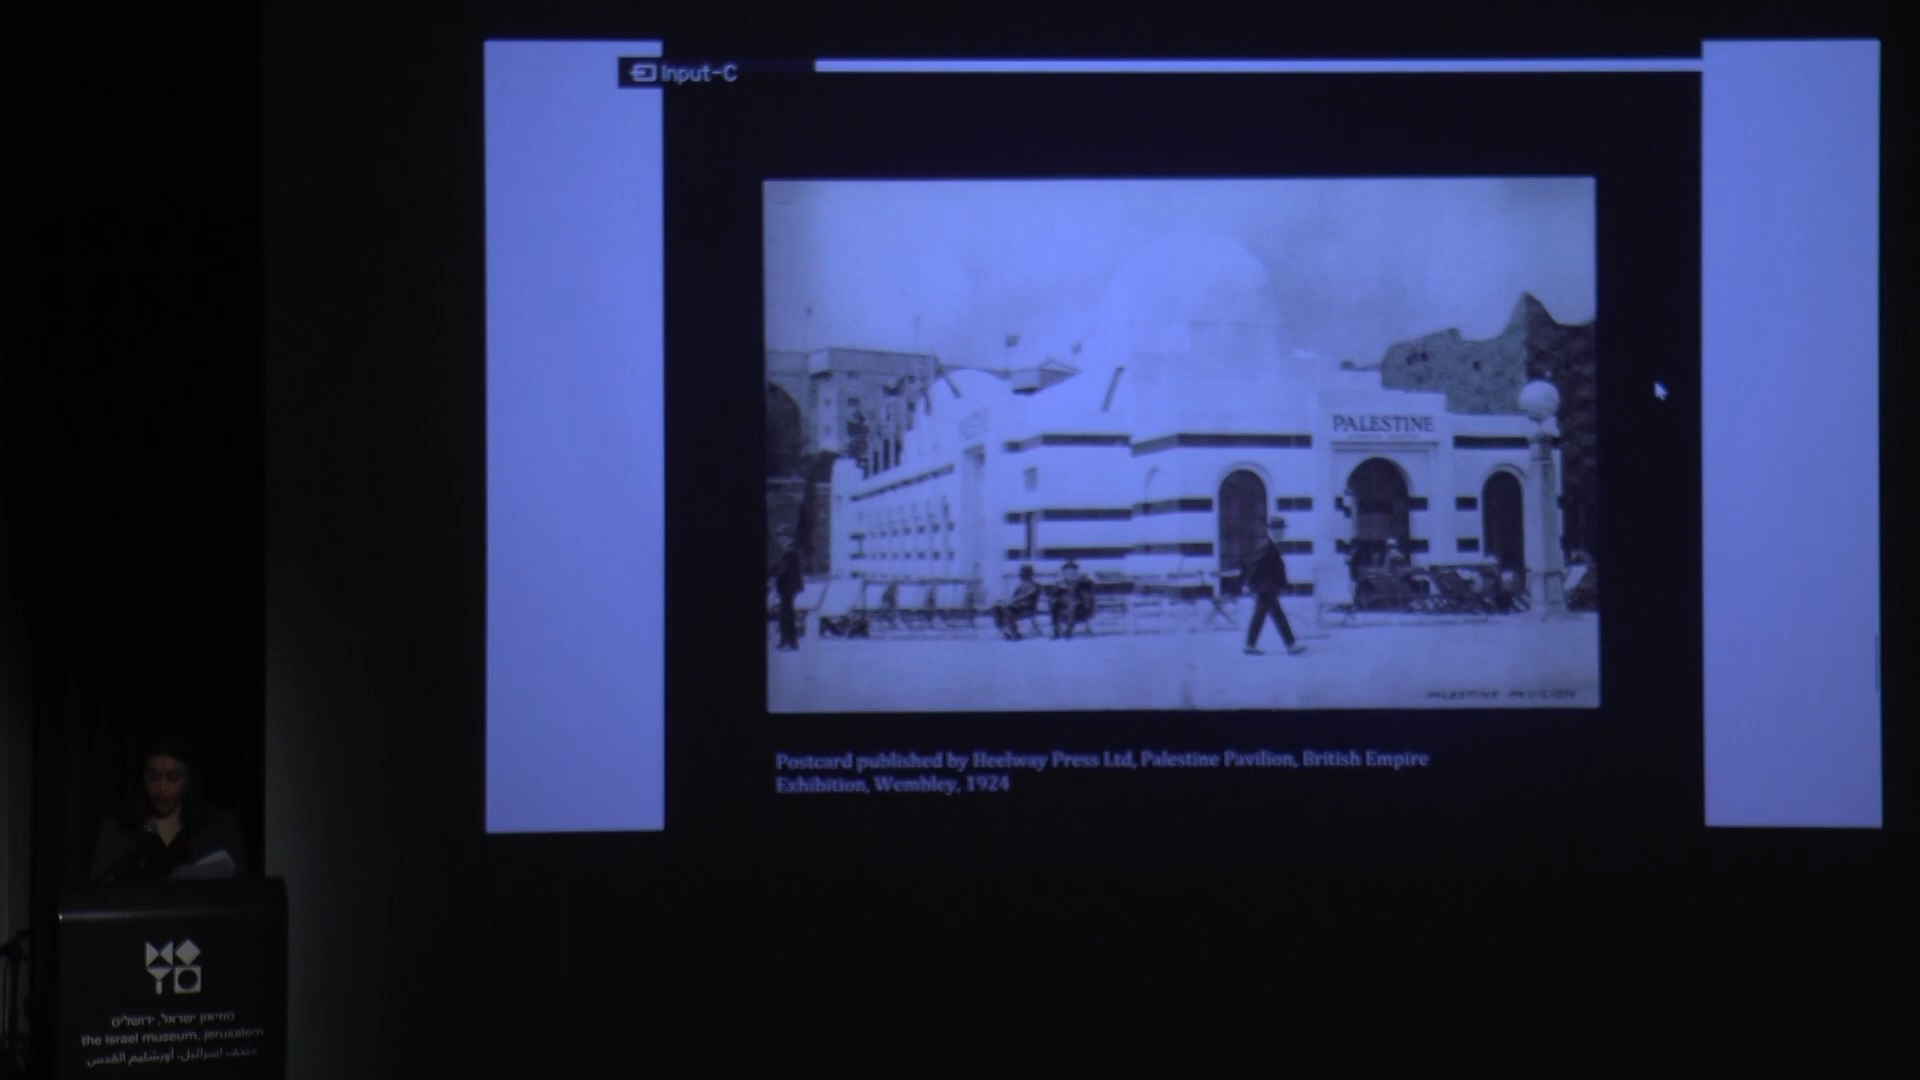 Input-C
PALESTINE
PALESTINE PAVILION
Postcard published by Heelway Press Ltd, Palestine Pavilion, British Empire
Exhibition, Wembley, 1924
מוזיאון ישראל, ירושלים
the israel museum, jerusalem
متحف إسرائيل، أورشليم القدس